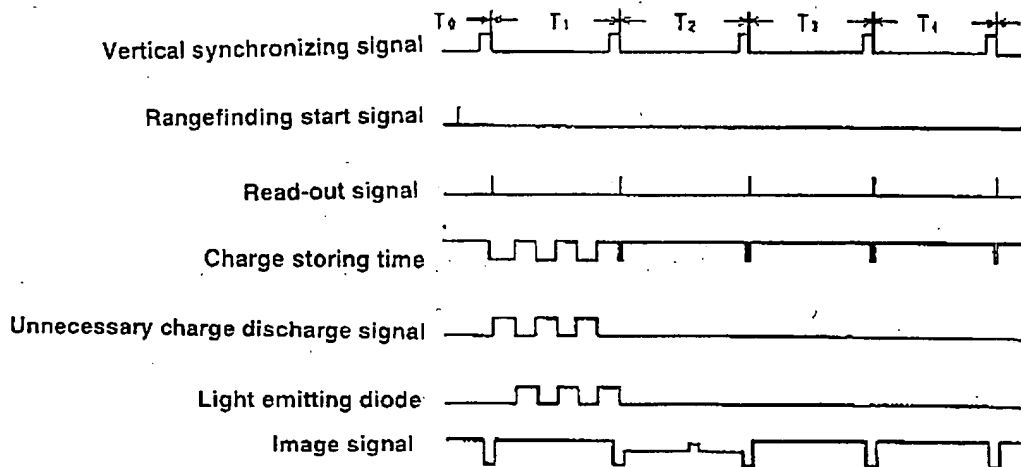 T0 T1 T2 T3 T4
Vertical synchronizing signal
Rangefinding start signal
Read-out signal
Charge storing time
Unnecessary charge discharge signal
Light emitting diode
Image signal